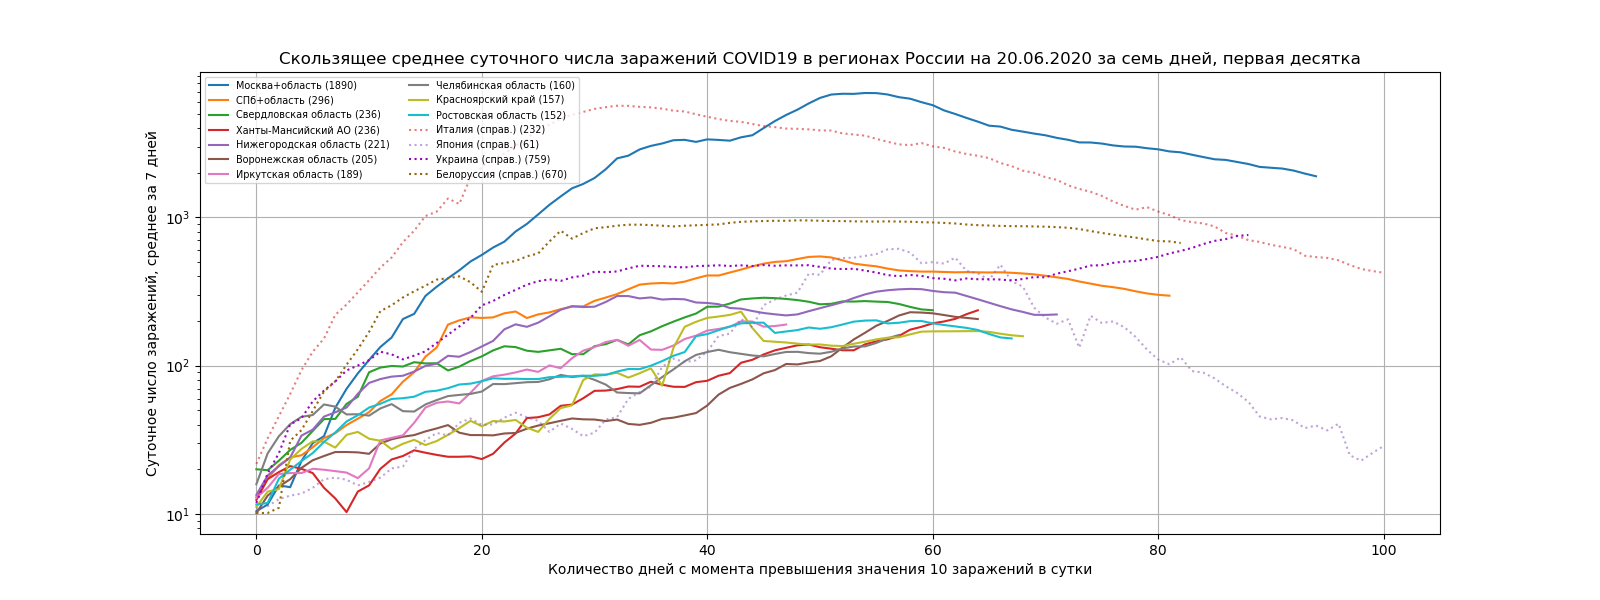 Скользящее среднее суточного числа заражений COVID19 в регионах России на 20.06.2020 за семь дней, первая десятка
Суточное число заражений, среднее за 7 дней
10³
10²
10¹
Москва+область (1890)
СПб+область (296)
Свердловская область (236)
Ханты-Мансийский АО (236)
Нижегородская область (221)
Воронежская область (205)
Иркутская область (189)
Челябинская область (160)
Красноярский край (157)
Ростовская область (152)
Италия (справ.) (232)
Япония (справ.) (61)
Украина (справ.) (759)
Белоруссия (справ.) (670)
0 20 40 60 80 100
Количество дней с момента превышения значения 10 заражений в сутки